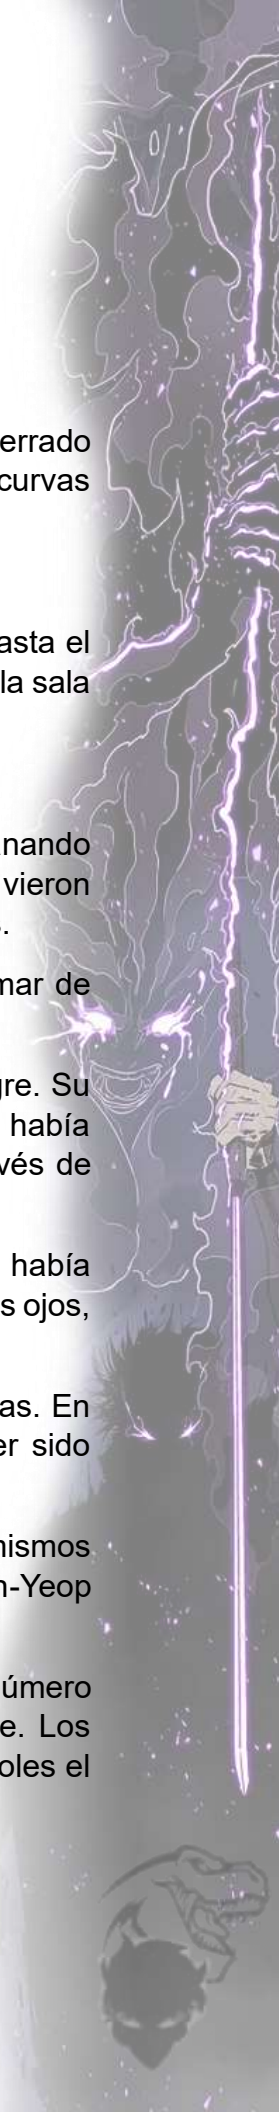 errado
curvas
asta el
la sala
nando
vieron
.
mar de
gre. Su
había
vés de
había
s ojos,
as. En
er sido
nismos
n-Yeop
úmero
e. Los
oles el